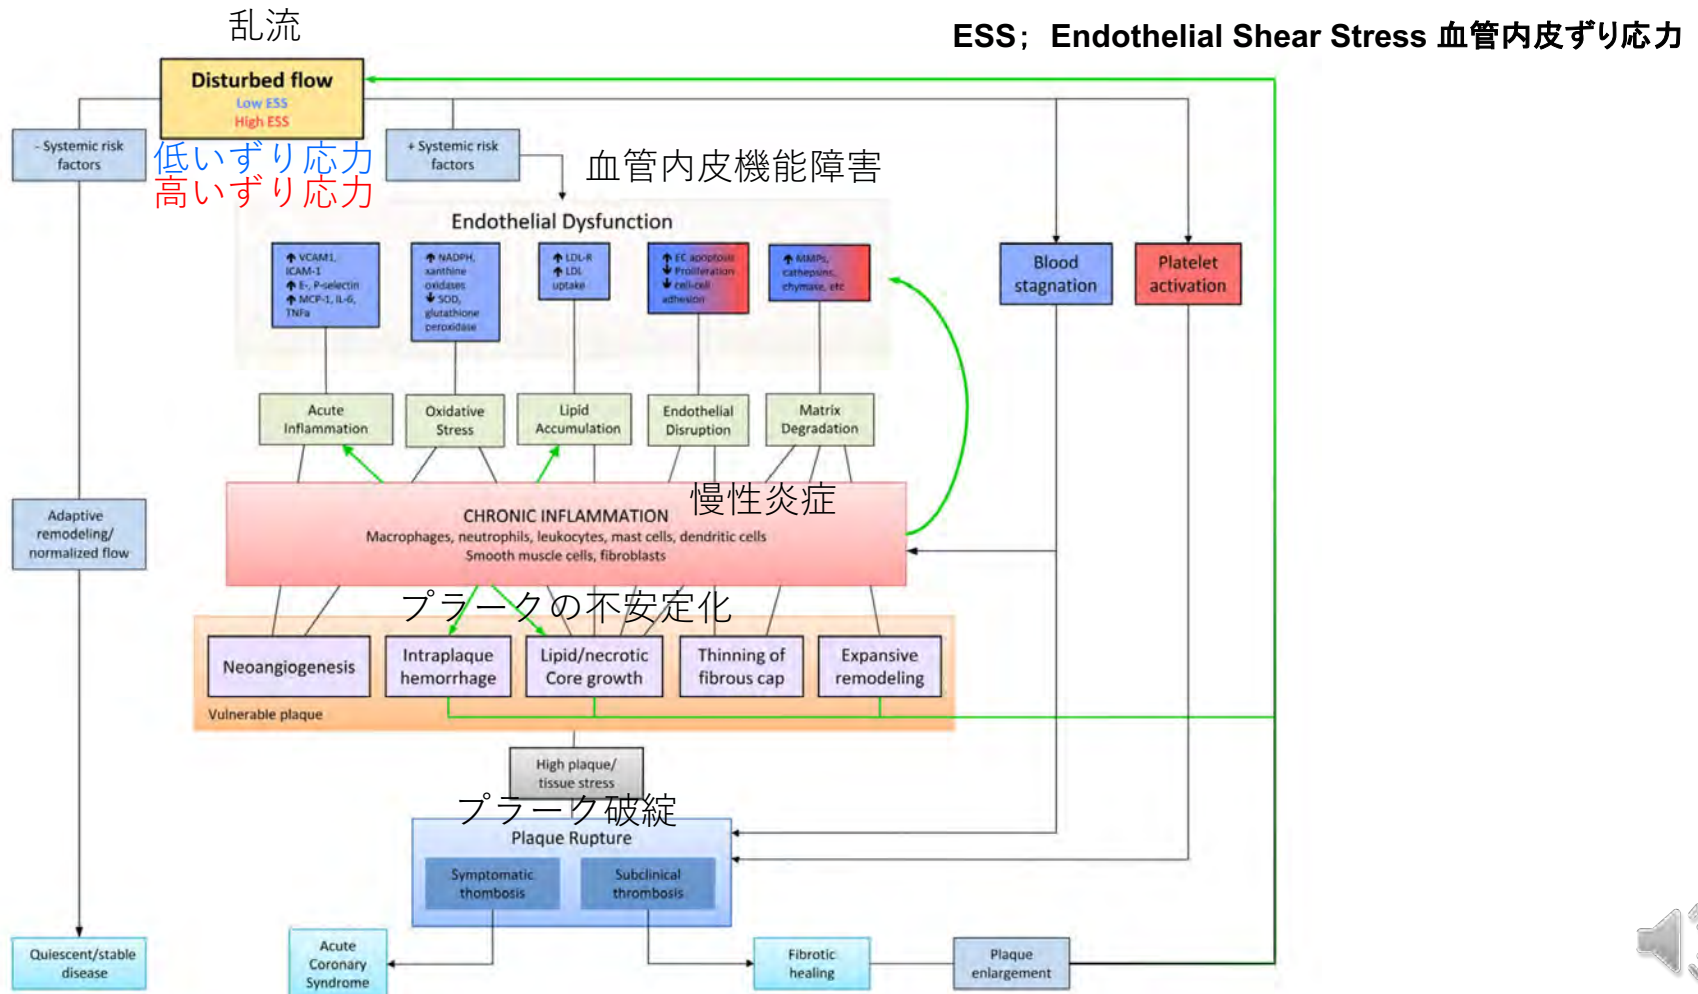 乱流
ESS； Endothelial Shear Stress 血管内皮ずり応力
Disturbed flow
Low ESS
High ESS
低いずり応力
高いずり応力
- Systemic risk
factors
+ Systemic risk
factors
血管内皮機能障害
Endothelial Dysfunction
↑ VCAM1,
ICAM-1
↑ E-, P-selectin
↑ MCP-1, IL-6,
TNFa
↑ NADPH,
xanthine
oxidases
↓ SOD,
glutathione
peroxidase
↑ LDL-R
↑ LDL
uptake
↑ EC apoptosis
↓ Proliferation
↓ cell-cell
adhesion
↑ MMPs,
cathepsins,
chymase, etc
Blood
stagnation
Platelet
activation
Acute
Inflammation
Oxidative
Stress
Lipid
Accumulation
Endothelial
Disruption
Matrix
Degradation
慢性炎症
CHRONIC INFLAMMATION
Macrophages, neutrophils, leukocytes, mast cells, dendritic cells
Smooth muscle cells, fibroblasts
Adaptive
remodeling/
normalized flow
プラークの不安定化
Neoangiogenesis
Intraplaque
hemorrhage
Lipid/necrotic
Core growth
Thinning of
fibrous cap
Expansive
remodeling
Vulnerable plaque
High plaque/
tissue stress
プラーク破綻
Plaque Rupture
Symptomatic
thombosis
Subclinical
thrombosis
Quiescent/stable
disease
Acute
Coronary
Syndrome
Fibrotic
healing
Plaque
enlargement